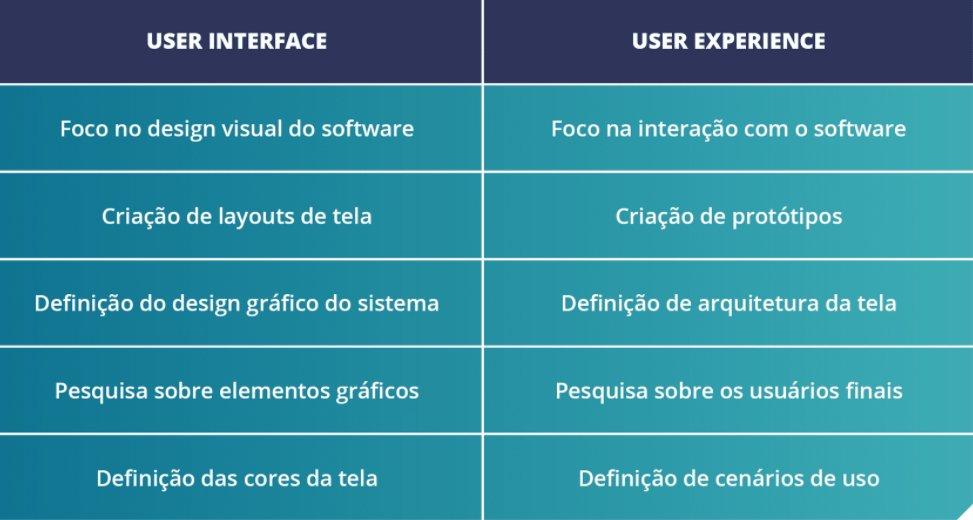 USER INTERFACE
USER EXPERIENCE
Foco no design visual do software
Foco na interação com o software
Criação de layouts de tela
Criação de protótipos
Definição do design gráfico do sistema
Definição de arquitetura da tela
Pesquisa sobre elementos gráficos
Pesquisa sobre os usuários finais
Definição das cores da tela
Definição de cenários de uso